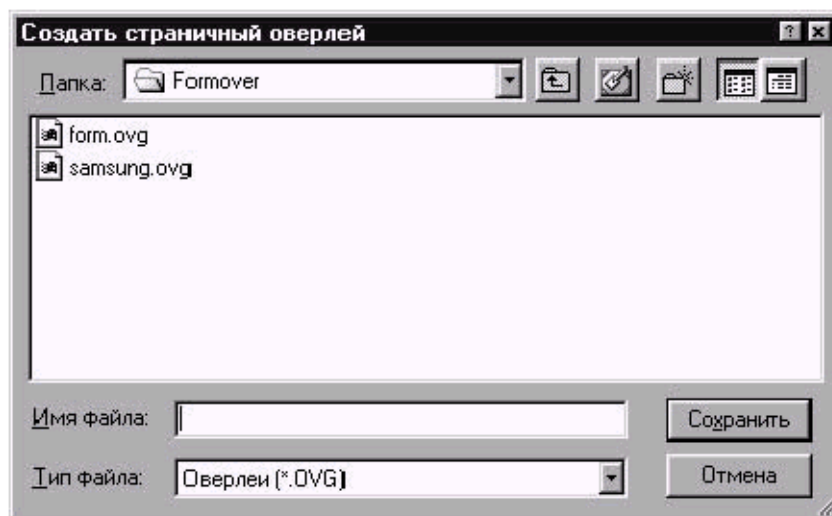 Создать страничный оверлей
Папка: Formover
form.ovg
samsung.ovg
Имя файла: Сохранить
Тип файла: Оверлеи (*.OVG) Отмена